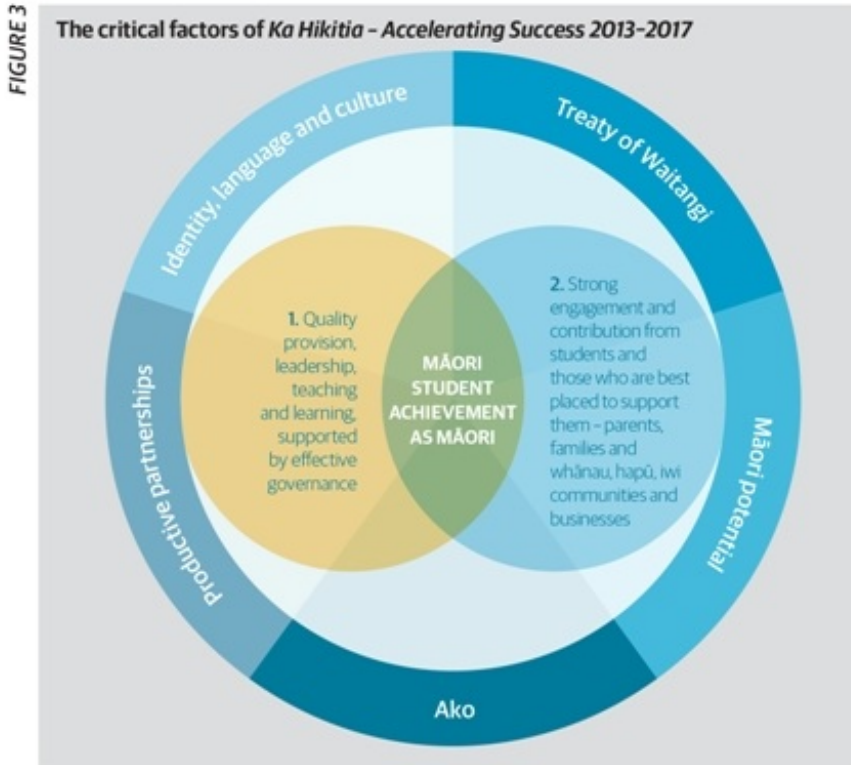 FIGURE 3
The critical factors of Ka Hikitia – Accelerating Success 2013–2017
Identity, language and culture
Treaty of Waitangi
1. Quality
provision,
leadership,
teaching
and learning,
supported
by effective
governance
MĀORI
STUDENT
ACHIEVEMENT
AS MĀORI
2. Strong
engagement and
contribution from
students and
those who are best
placed to support
them – parents,
families and
whānau, hapū, iwi
communities and
businesses
Productive partnerships
Māori potential
Ako